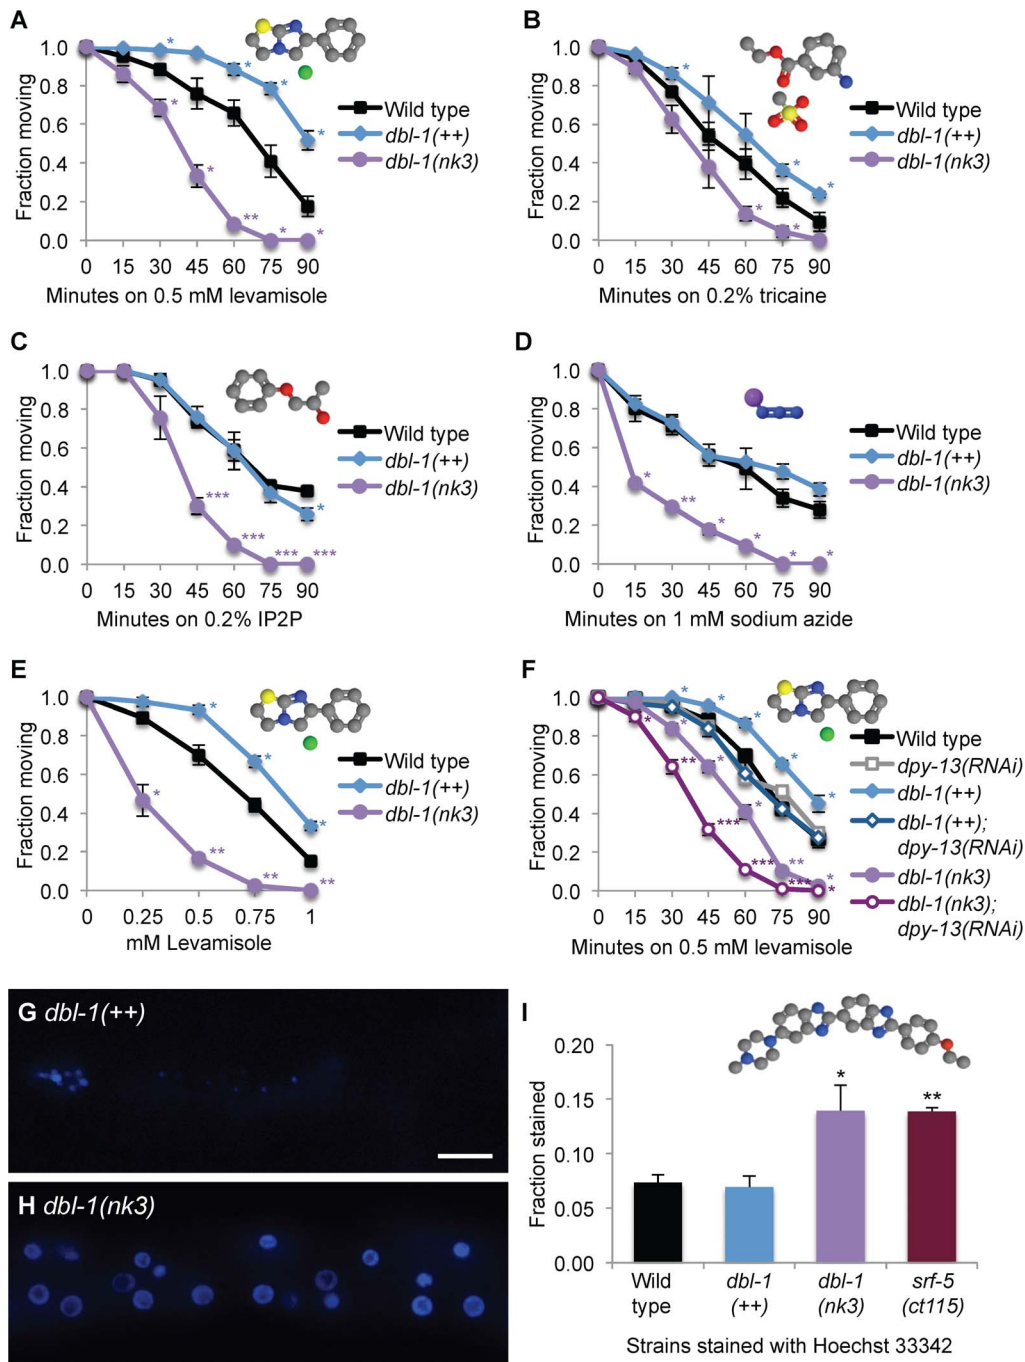 A
1.0
0.8
0.6
0.4
0.2
0.0
Fraction moving
0 15 30 45 60 75 90
Minutes on 0.5 mM levamisole
* * * * * * * ** * *
Wild type
dbl-1(++)
dbl-1(nk3)
B
1.0
0.8
0.6
0.4
0.2
0.0
Fraction moving
0 15 30 45 60 75 90
Minutes on 0.2% tricaine
* * * * *
Wild type
dbl-1(++)
dbl-1(nk3)
C
1.0
0.8
0.6
0.4
0.2
0.0
Fraction moving
0 15 30 45 60 75 90
Minutes on 0.2% IP2P
*** *** *** *** *
Wild type
dbl-1(++)
dbl-1(nk3)
D
1.0
0.8
0.6
0.4
0.2
0.0
Fraction moving
0 15 30 45 60 75 90
Minutes on 1 mM sodium azide
* ** * * * *
Wild type
dbl-1(++)
dbl-1(nk3)
E
1.0
0.8
0.6
0.4
0.2
0.0
Fraction moving
0 0.25 0.5 0.75 1
mM Levamisole
* * * * ** ** **
Wild type
dbl-1(++)
dbl-1(nk3)
F
1.0
0.8
0.6
0.4
0.2
0.0
Fraction moving
0 15 30 45 60 75 90
Minutes on 0.5 mM levamisole
* * * * * * * * ** * * ** *** *** *** *
Wild type
dpy-13(RNAi)
dbl-1(++)
dbl-1(++);
dpy-13(RNAi)
dbl-1(nk3)
dbl-1(nk3);
dpy-13(RNAi)
G dbl-1(++)
H dbl-1(nk3)
I
0.20
0.15
0.10
0.05
0.00
Fraction stained
* **
Wild
type
dbl-1
(++)
dbl-1
(nk3)
srf-5
(ct115)
Strains stained with Hoechst 33342